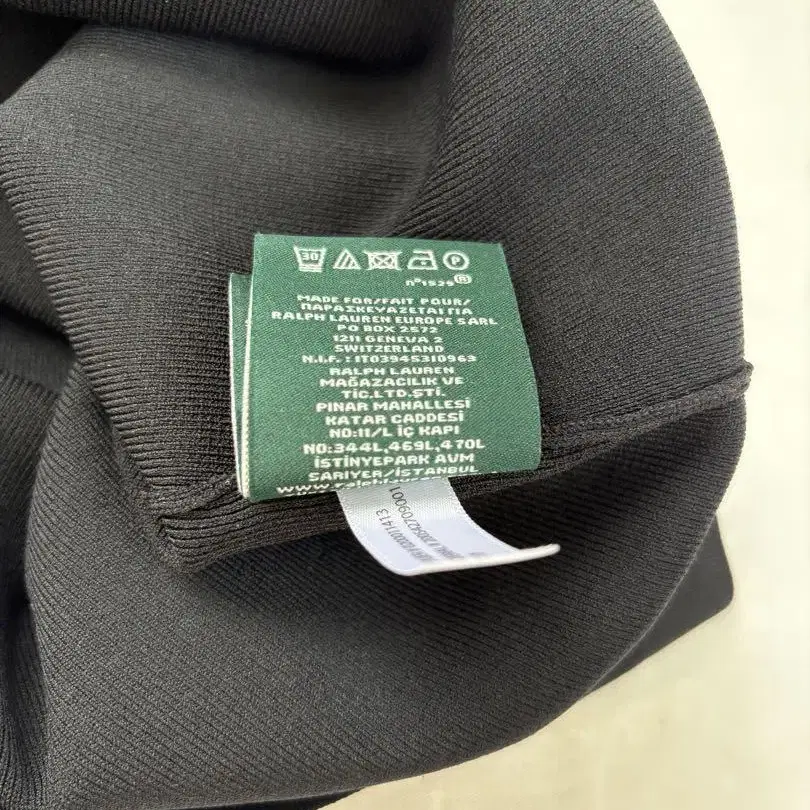 30 P
nº1529 ®
MADE FOR/FAIT POUR/
ΠΑΡΑΣΚΕΥΑΖΕΤΑΙ ΓΙΑ
RALPH LAUREN EUROPE SARL
PO BOX 2572
1211 GENEVA 2
SWITZERLAND
N.I.F.: IT03945310963
RALPH LAUREN
MAĞAZACILIK VE
TİC.LTD.ŞTİ.
PINAR MAHALLESİ
KATAR CADDESİ
NO:11/L İÇ KAPI
NO:344L,469L,470L
İSTİNYEPARK AVM
SARIYER/İSTANBUL